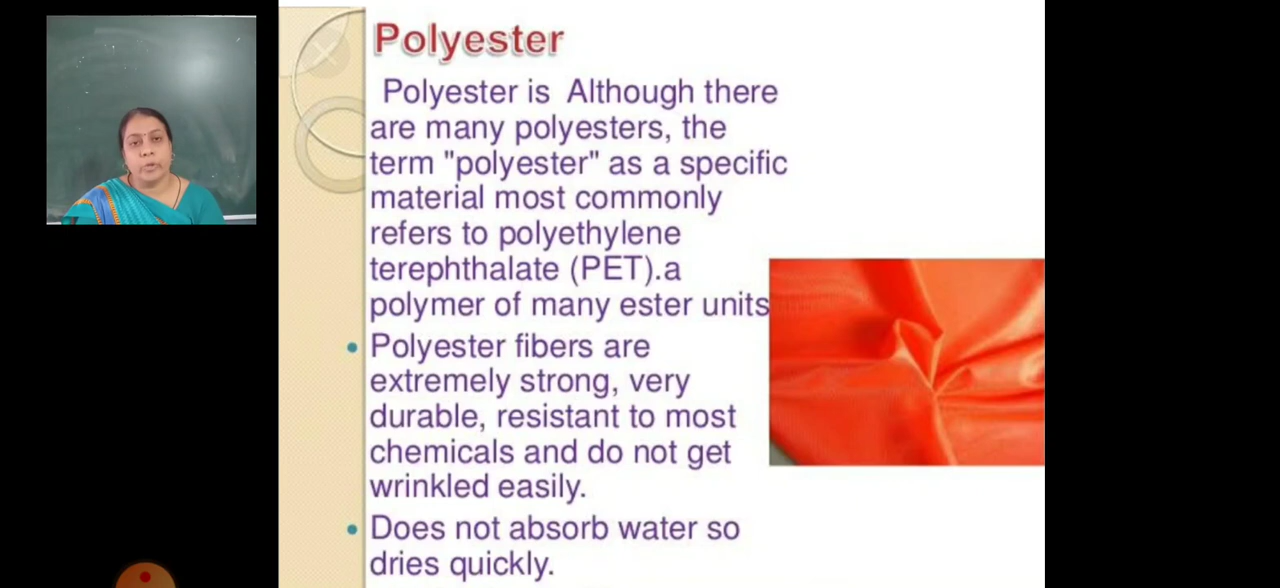 Polyester
Polyester is Although there
are many polyesters, the
term "polyester" as a specific
material most commonly
refers to polyethylene
terephthalate (PET).a
polymer of many ester units
• Polyester fibers are
extremely strong, very
durable, resistant to most
chemicals and do not get
wrinkled easily.
• Does not absorb water so
dries quickly.